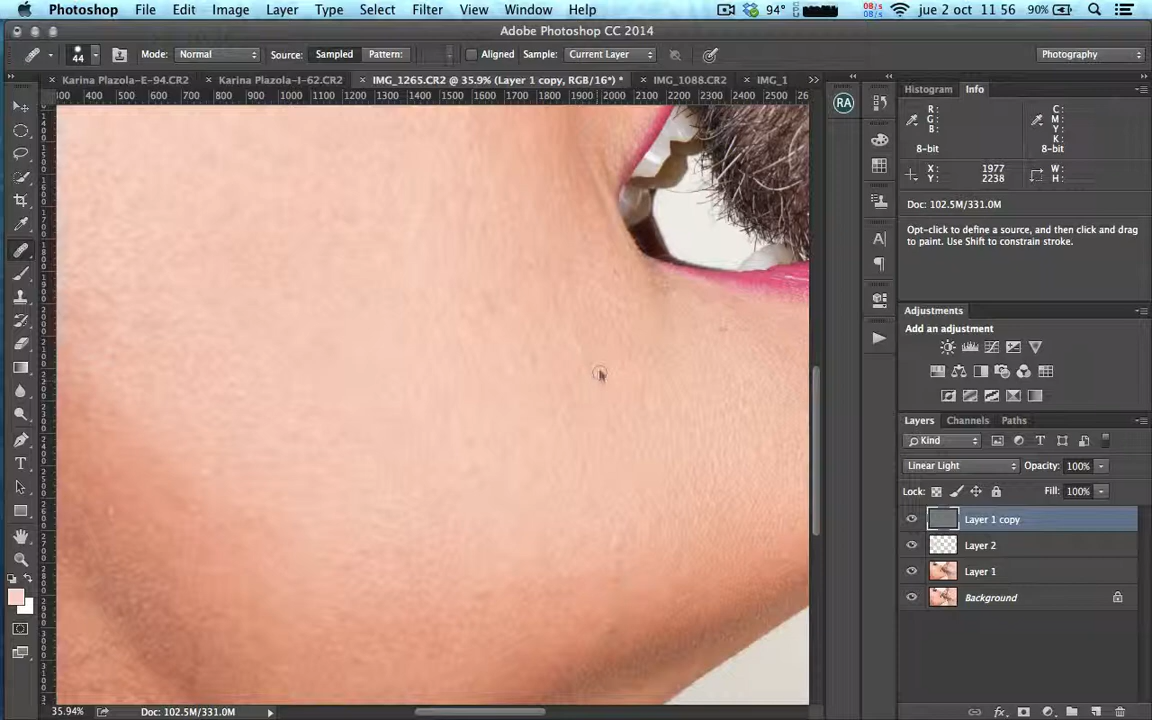 Photoshop File Edit Image Layer Type Select Filter View Window Help 94° 0B/s 0B/s jue 2 oct 11 56 90%
Adobe Photoshop CC 2014
44 Mode: Normal Source: Sampled Pattern: Aligned Sample: Current Layer Photography
Karina Plazola-E-94.CR2 Karina Plazola-I-62.CR2 IMG_1265.CR2 @ 35.9% (Layer 1 copy, RGB/16*) * IMG_1088.CR2 IMG_1
500 600 700 800 900 1000 1100 1200 1300 1400 1500 1600 1700 1800 1900 2000 2100 2200 2300 2400 2500
RA
Histogram Info
R: C:
G: M:
B: Y:
K:
8-bit 8-bit
X: 1977 W:
Y: 2238 H:
Doc: 102.5M/331.0M
Opt-click to define a source, and then click and drag
to paint. Use Shift to constrain stroke.
Adjustments
Add an adjustment
Layers Channels Paths
Kind
Linear Light Opacity: 100%
Lock: Fill: 100%
Layer 1 copy
Layer 2
Layer 1
Background
35.94% Doc: 102.5M/331.0M
fx